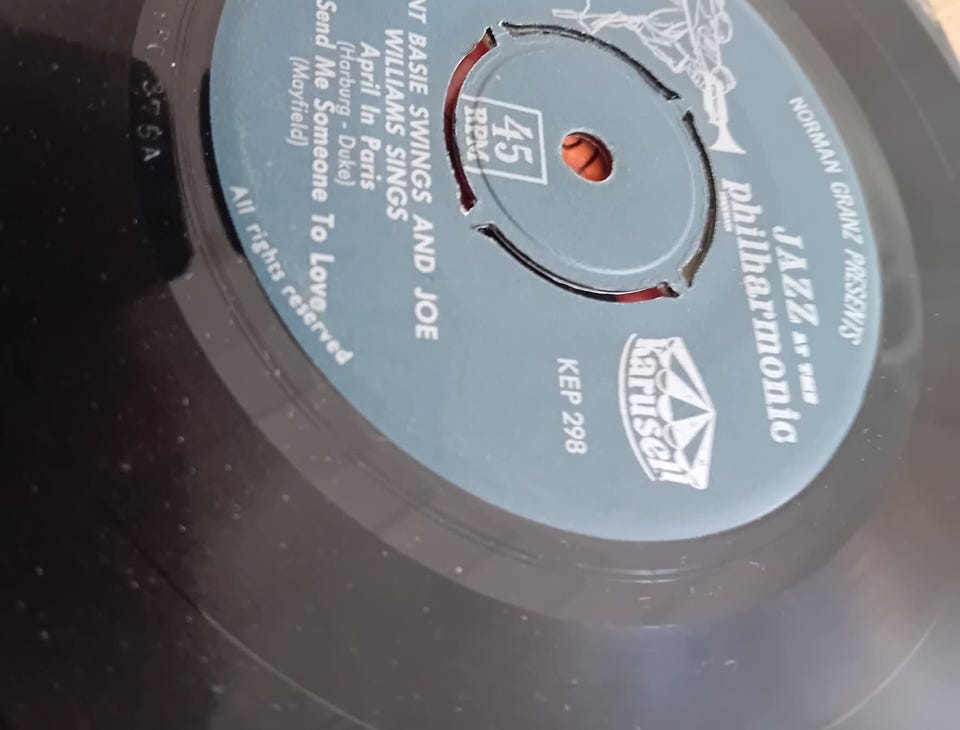 NORMAN GRANZ PRESENTS
JAZZ AT THE
philharmonic
Karusel
KEP 298
45
RPM
NT BASIE SWINGS AND JOE
WILLIAMS SINGS
April In Paris
(Harburg - Duke)
Send Me Someone To Love
(Mayfield)
All rights reserved